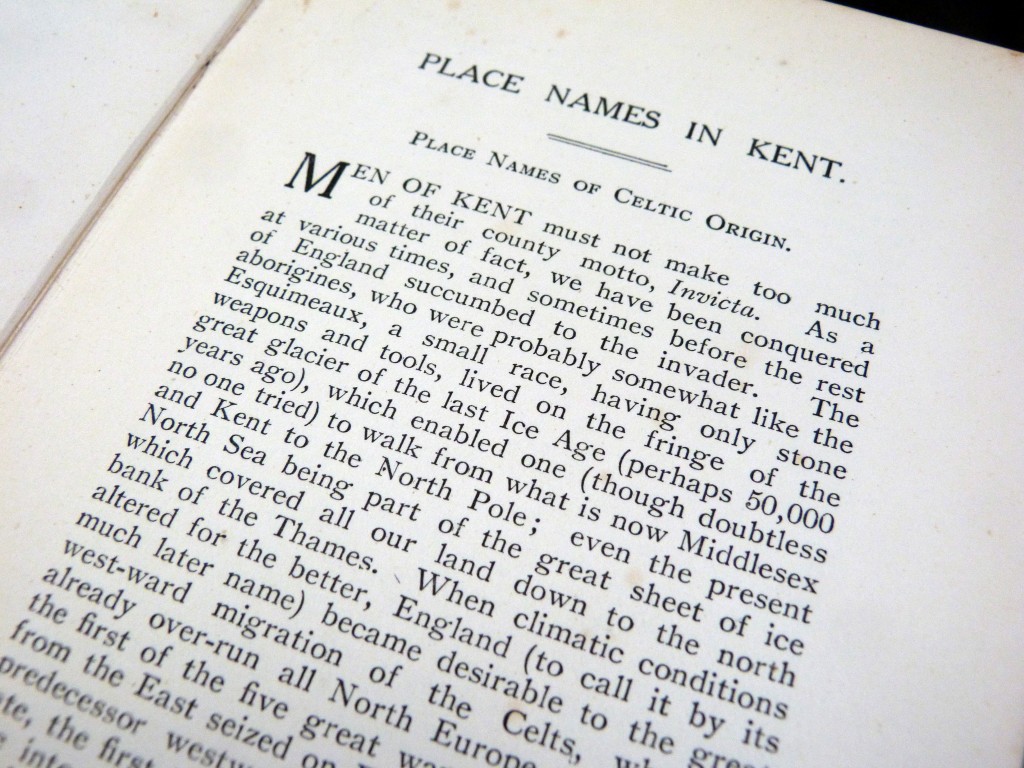 PLACE NAMES IN KENT.
PLACE NAMES OF CELTIC ORIGIN.
MEN OF KENT must not make too much
of their county motto, Invicta. As a
matter of fact, we have been conquered
at various times, and sometimes before the rest
of England succumbed to the invader. The
aborigines, who were probably somewhat like the
Esquimeaux, a small race, having only stone
weapons and tools, lived on the fringe of the
great glacier of the last Ice Age (perhaps 50,000
years ago), which enabled one (though doubtless
no one tried) to walk from what is now Middlesex
and Kent to the North Pole; even the present
North Sea being part of the great sheet of ice
which covered all our land down to the north
bank of the Thames. When climatic conditions
altered for the better, England (to call it by its
much later name) became desirable to the great
west-ward migration of the Celts, who
already over-run all North Europe
the first of the five great
from the East seized on
predecessor
the first